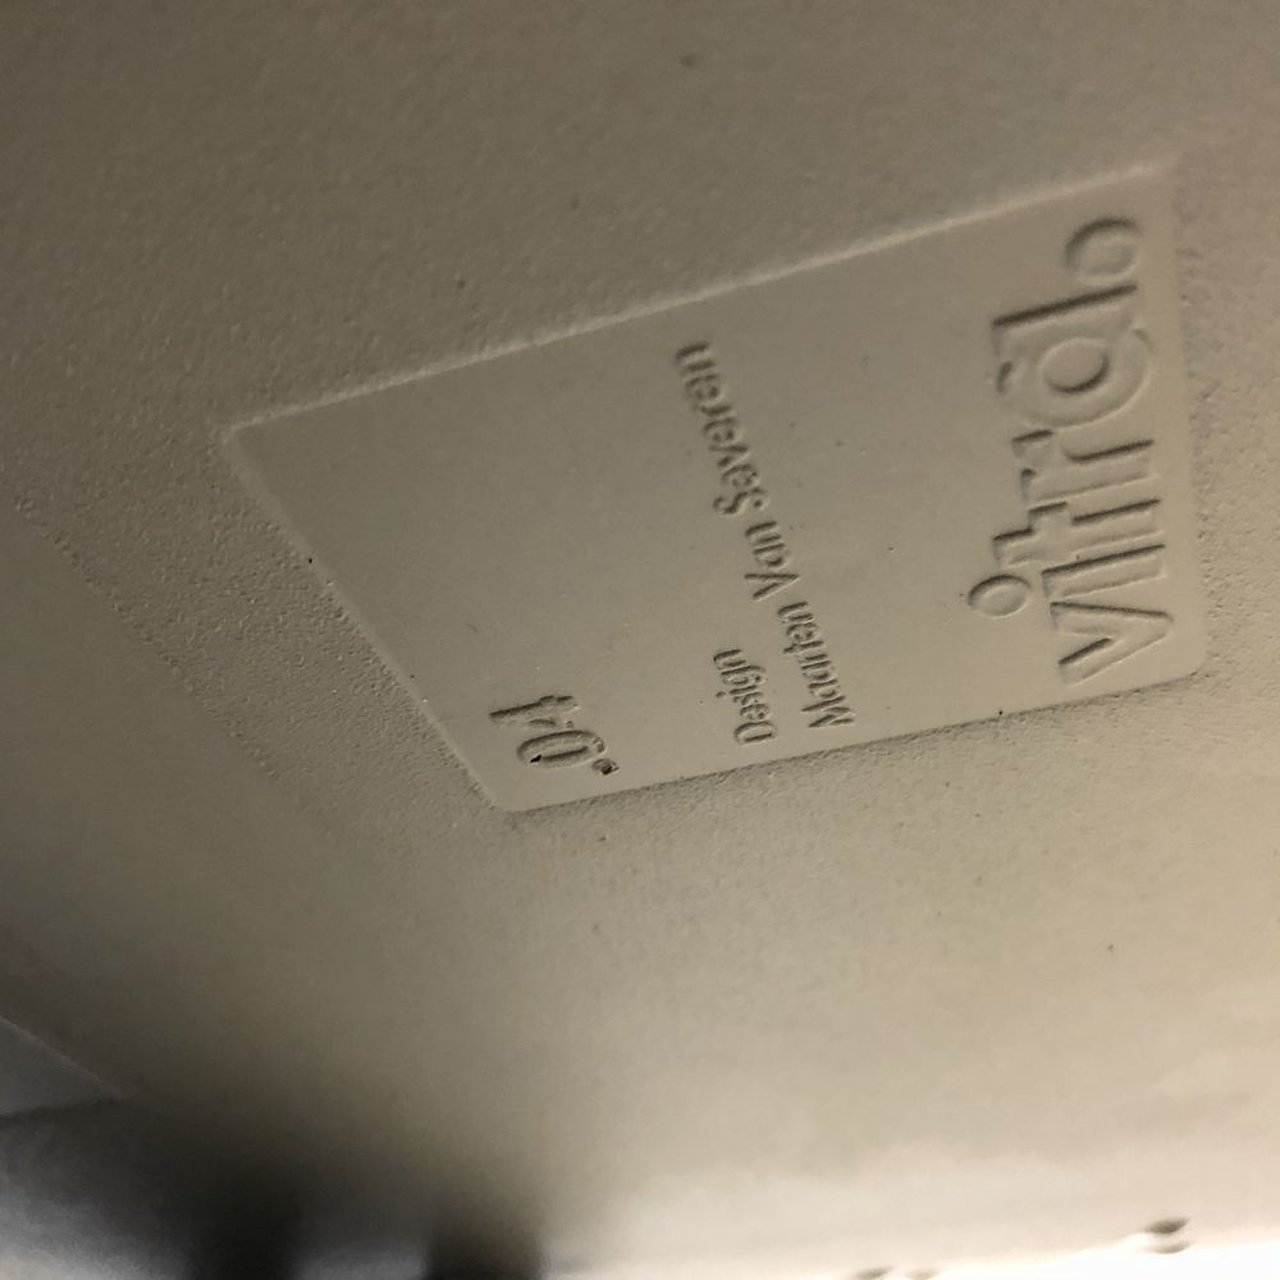 vitra.
Design
Maarten Van Severen
.04